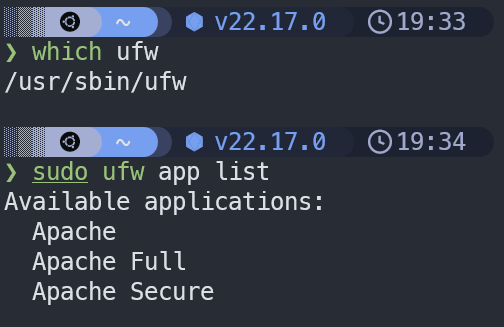 ~ v22.17.0 19:33
❯ which ufw
/usr/sbin/ufw
~ v22.17.0 19:34
❯ sudo ufw app list
Available applications:
Apache
Apache Full
Apache Secure